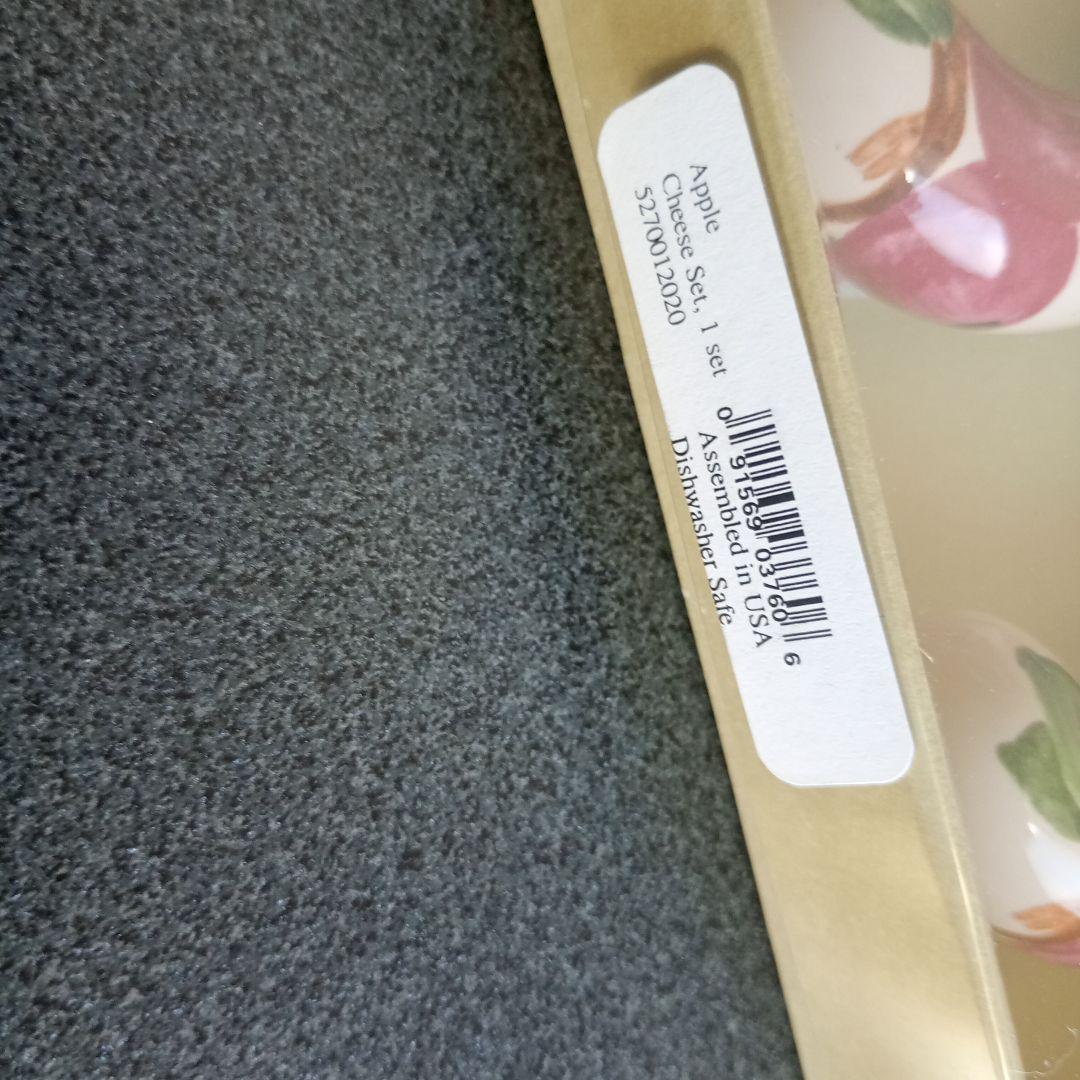 Apple
Cheese Set, 1 set
5270012020
0 91569 03760 6
Assembled in USA
Dishwasher Safe